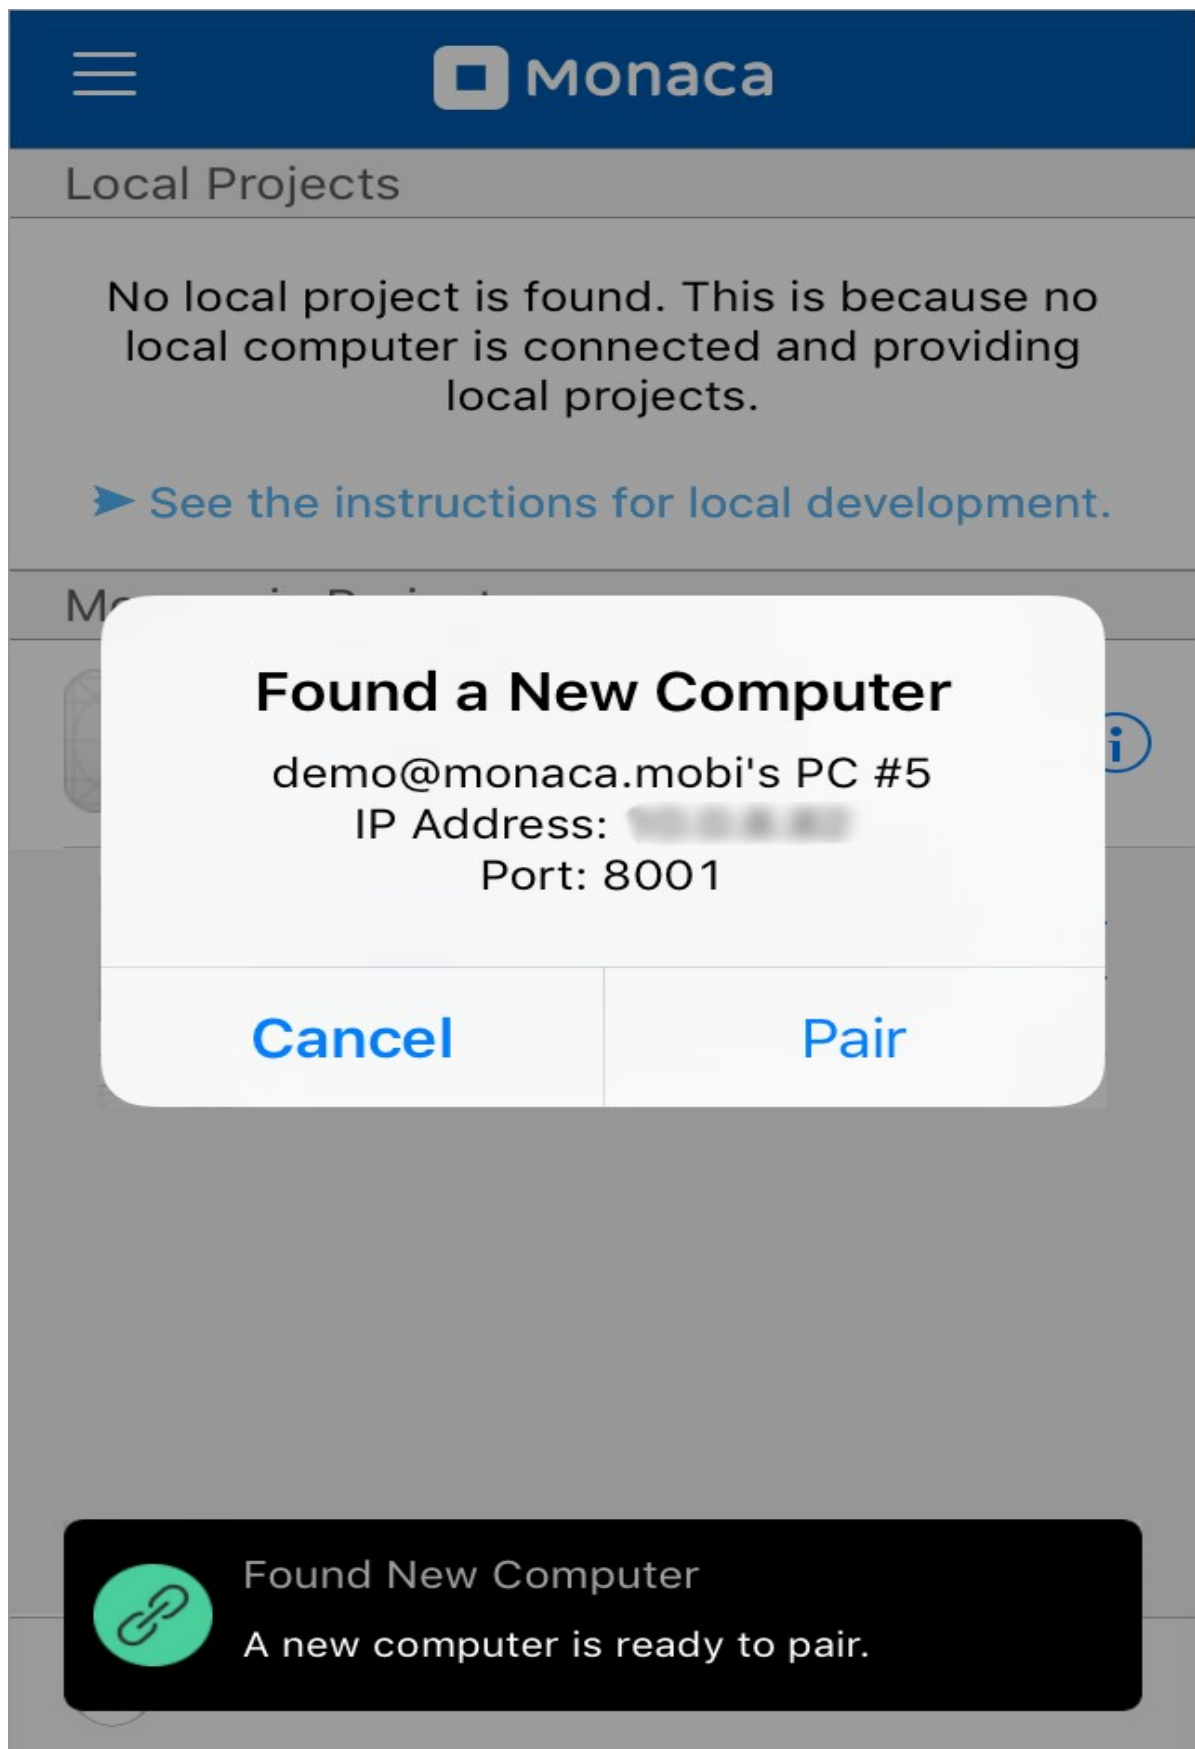 Monaca
Local Projects
No local project is found. This is because no
local computer is connected and providing
local projects.
➤ See the instructions for local development.
Found a New Computer
demo@monaca.mobi's PC #5
IP Address:
Port: 8001
Cancel
Pair
Found New Computer
A new computer is ready to pair.